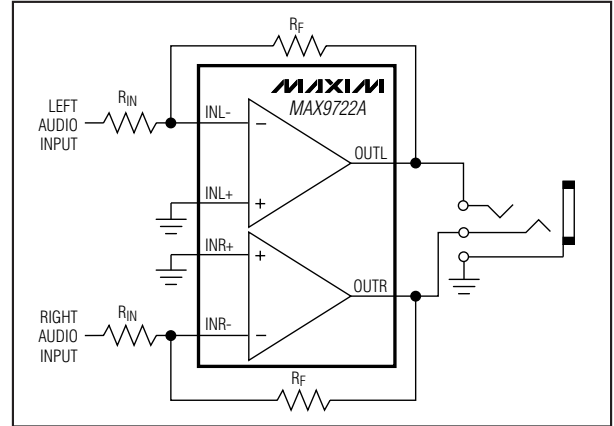 RF
MAXIM
MAX9722A
LEFT
AUDIO
INPUT
RIN
INL-
−
OUTL
INL+
+
INR+
+
OUTR
RIGHT
AUDIO
INPUT
RIN
INR-
−
RF